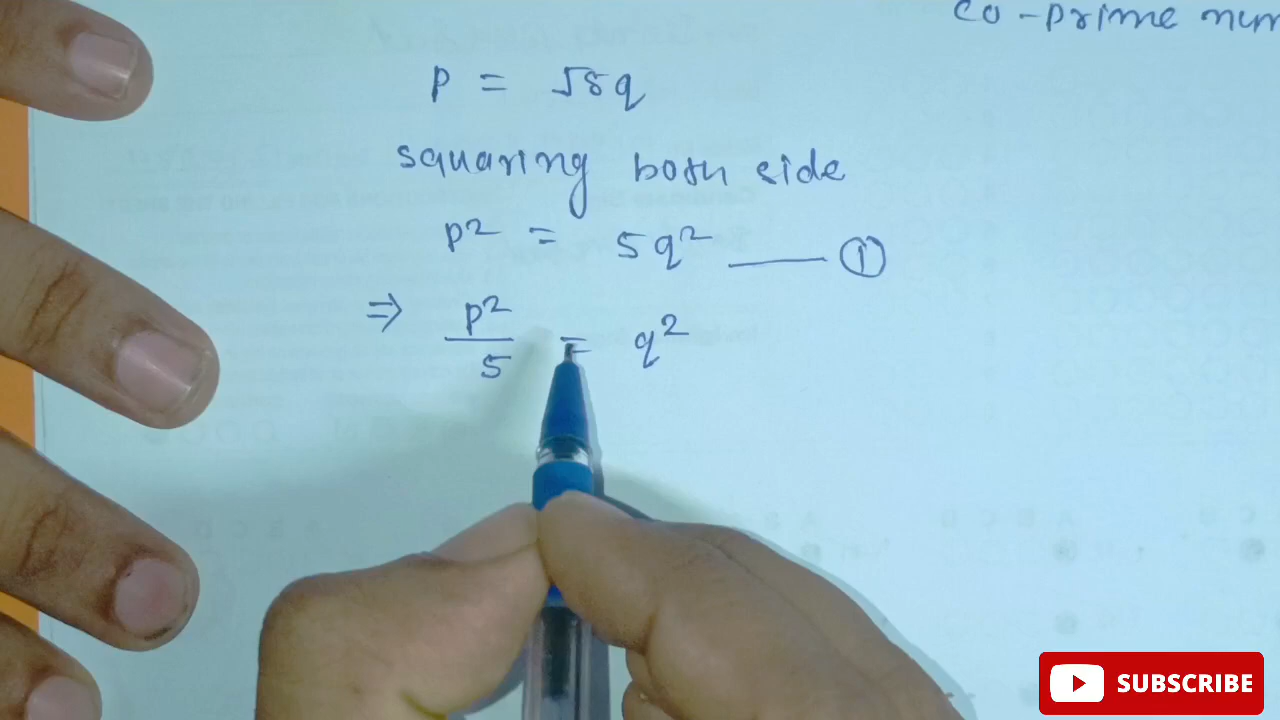 co-prime num
p = √5q
squaring both side
p² = 5q² —— ①
⇒ p²/5 = q²
SUBSCRIBE